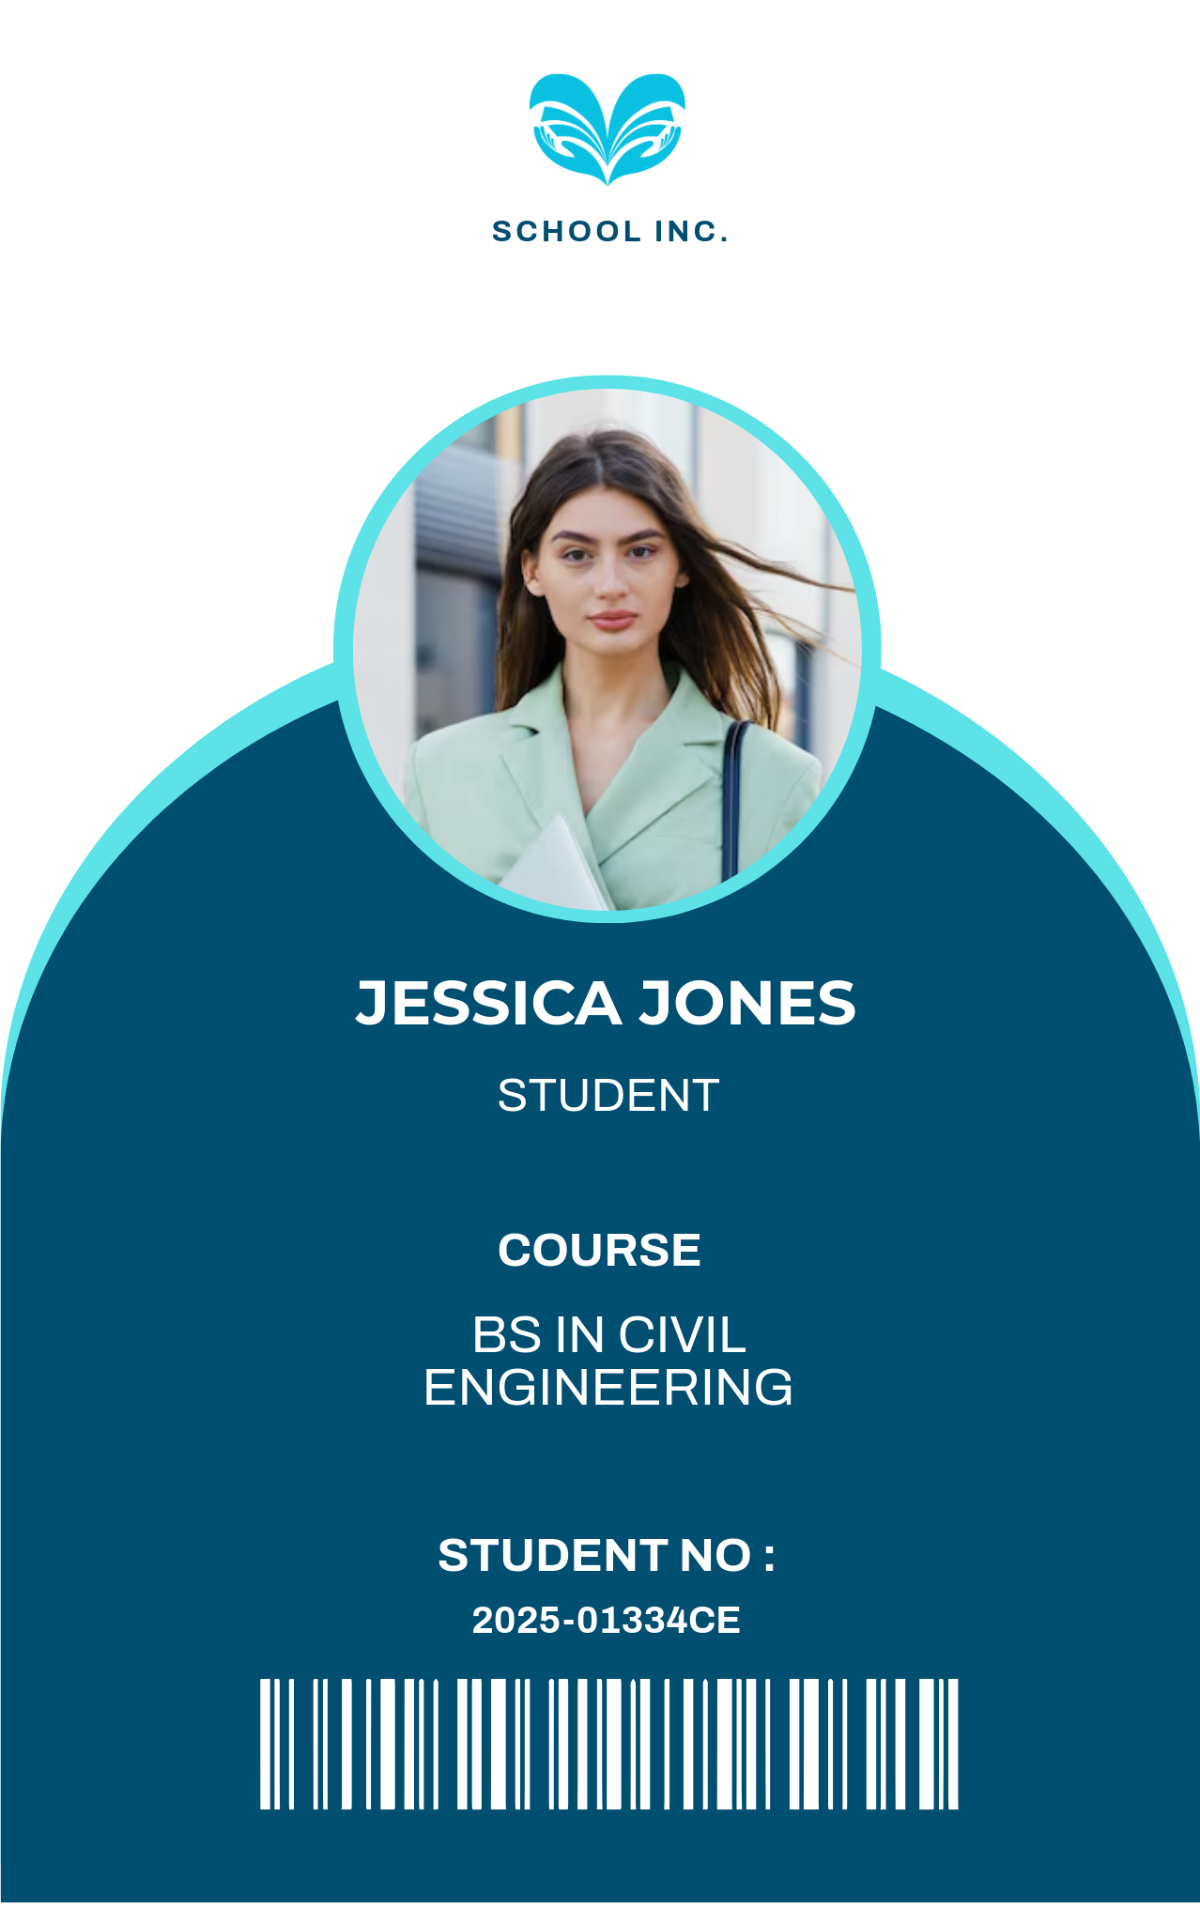 SCHOOL INC.
JESSICA JONES
STUDENT
COURSE
BS IN CIVIL
ENGINEERING
STUDENT NO :
2025-01334CE